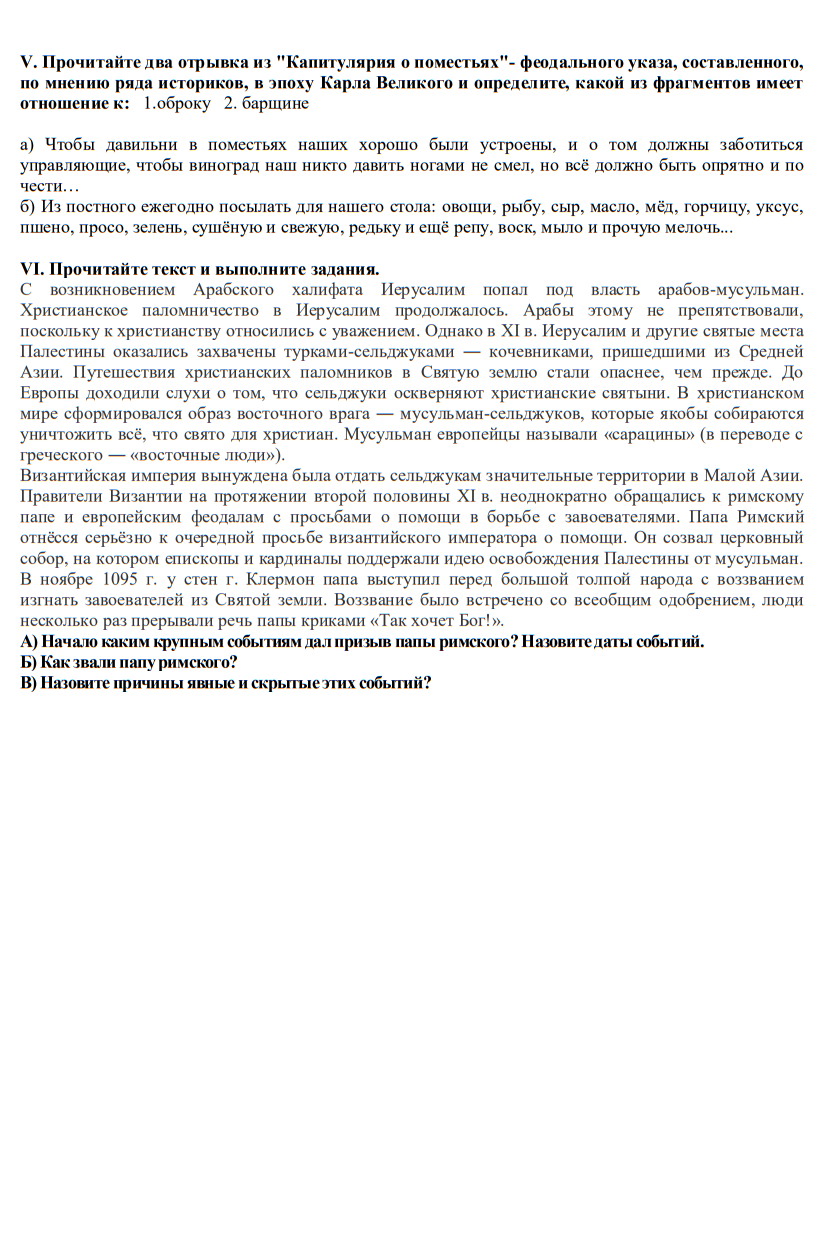 V. Прочитайте два отрывка из "Капитулярия о поместьях"- феодального указа, составленного,
по мнению ряда историков, в эпоху Карла Великого и определите, какой из фрагментов имеет
отношение к: 1.оброку 2. барщине
а) Чтобы давильни в поместьях наших хорошо были устроены, и о том должны заботиться
управляющие, чтобы виноград наш никто давить ногами не смел, но всё должно быть опрятно и по
чести…
б) Из постного ежегодно посылать для нашего стола: овощи, рыбу, сыр, масло, мёд, горчицу, уксус,
пшено, просо, зелень, сушёную и свежую, редьку и ещё репу, воск, мыло и прочую мелочь...
VI. Прочитайте текст и выполните задания.
С возникновением Арабского халифата Иерусалим попал под власть арабов-мусульман.
Христианское паломничество в Иерусалим продолжалось. Арабы этому не препятствовали,
поскольку к христианству относились с уважением. Однако в XI в. Иерусалим и другие святые места
Палестины оказались захвачены турками-сельджуками — кочевниками, пришедшими из Средней
Азии. Путешествия христианских паломников в Святую землю стали опаснее, чем прежде. До
Европы доходили слухи о том, что сельджуки оскверняют христианские святыни. В христианском
мире сформировался образ восточного врага — мусульман-сельджуков, которые якобы собираются
уничтожить всё, что свято для христиан. Мусульман европейцы называли «сарацины» (в переводе с
греческого — «восточные люди»).
Византийская империя вынуждена была отдать сельджукам значительные территории в Малой Азии.
Правители Византии на протяжении второй половины XI в. неоднократно обращались к римскому
папе и европейским феодалам с просьбами о помощи в борьбе с завоевателями. Папа Римский
отнёсся серьёзно к очередной просьбе византийского императора о помощи. Он созвал церковный
собор, на котором епископы и кардиналы поддержали идею освобождения Палестины от мусульман.
В ноябре 1095 г. у стен г. Клермон папа выступил перед большой толпой народа с воззванием
изгнать завоевателей из Святой земли. Воззвание было встречено со всеобщим одобрением, люди
несколько раз прерывали речь папы криками «Так хочет Бог!».
А) Начало каким крупным событиям дал призыв папы римского? Назовите даты событий.
Б) Как звали папу римского?
В) Назовите причины явные и скрытые этих событий?